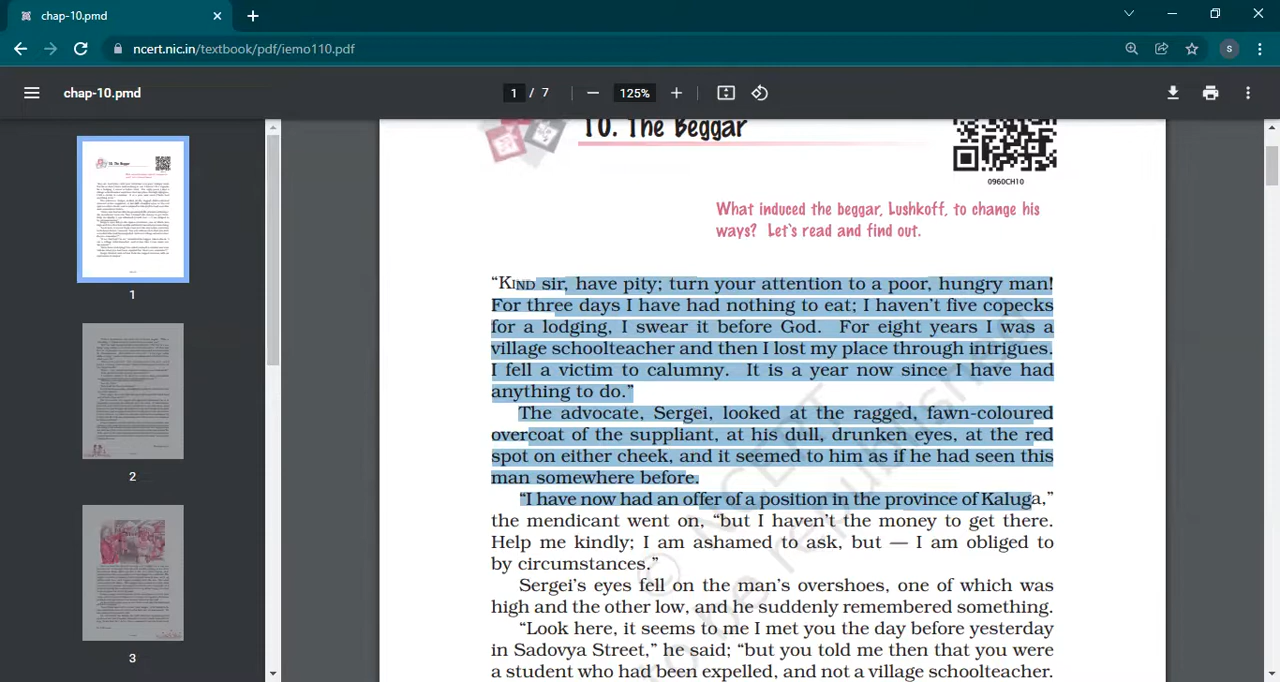 chap-10.pmd
ncert.nic.in/textbook/pdf/iemo110.pdf
S
chap-10.pmd
1 / 7
125%
10. The Beggar
0960CH10
What induced the beggar, Lushkoff, to change his
ways? Let's read and find out.
“KIND sir, have pity; turn your attention to a poor, hungry man!
For three days I have had nothing to eat; I haven't five copecks
for a lodging, I swear it before God. For eight years I was a
village schoolteacher and then I lost my place through intrigues.
I fell a victim to calumny. It is a year now since I have had
anything to do.”
The advocate, Sergei, looked at the ragged, fawn-coloured
overcoat of the suppliant, at his dull, drunken eyes, at the red
spot on either cheek, and it seemed to him as if he had seen this
man somewhere before.
“I have now had an offer of a position in the province of Kaluga,”
the mendicant went on, “but I haven't the money to get there.
Help me kindly; I am ashamed to ask, but — I am obliged to
by circumstances.”
Sergei's eyes fell on the man's overshoes, one of which was
high and the other low, and he suddenly remembered something.
“Look here, it seems to me I met you the day before yesterday
in Sadovya Street,” he said; “but you told me then that you were
a student who had been expelled, and not a village schoolteacher.
© NCERT
to be republished
1
2
3